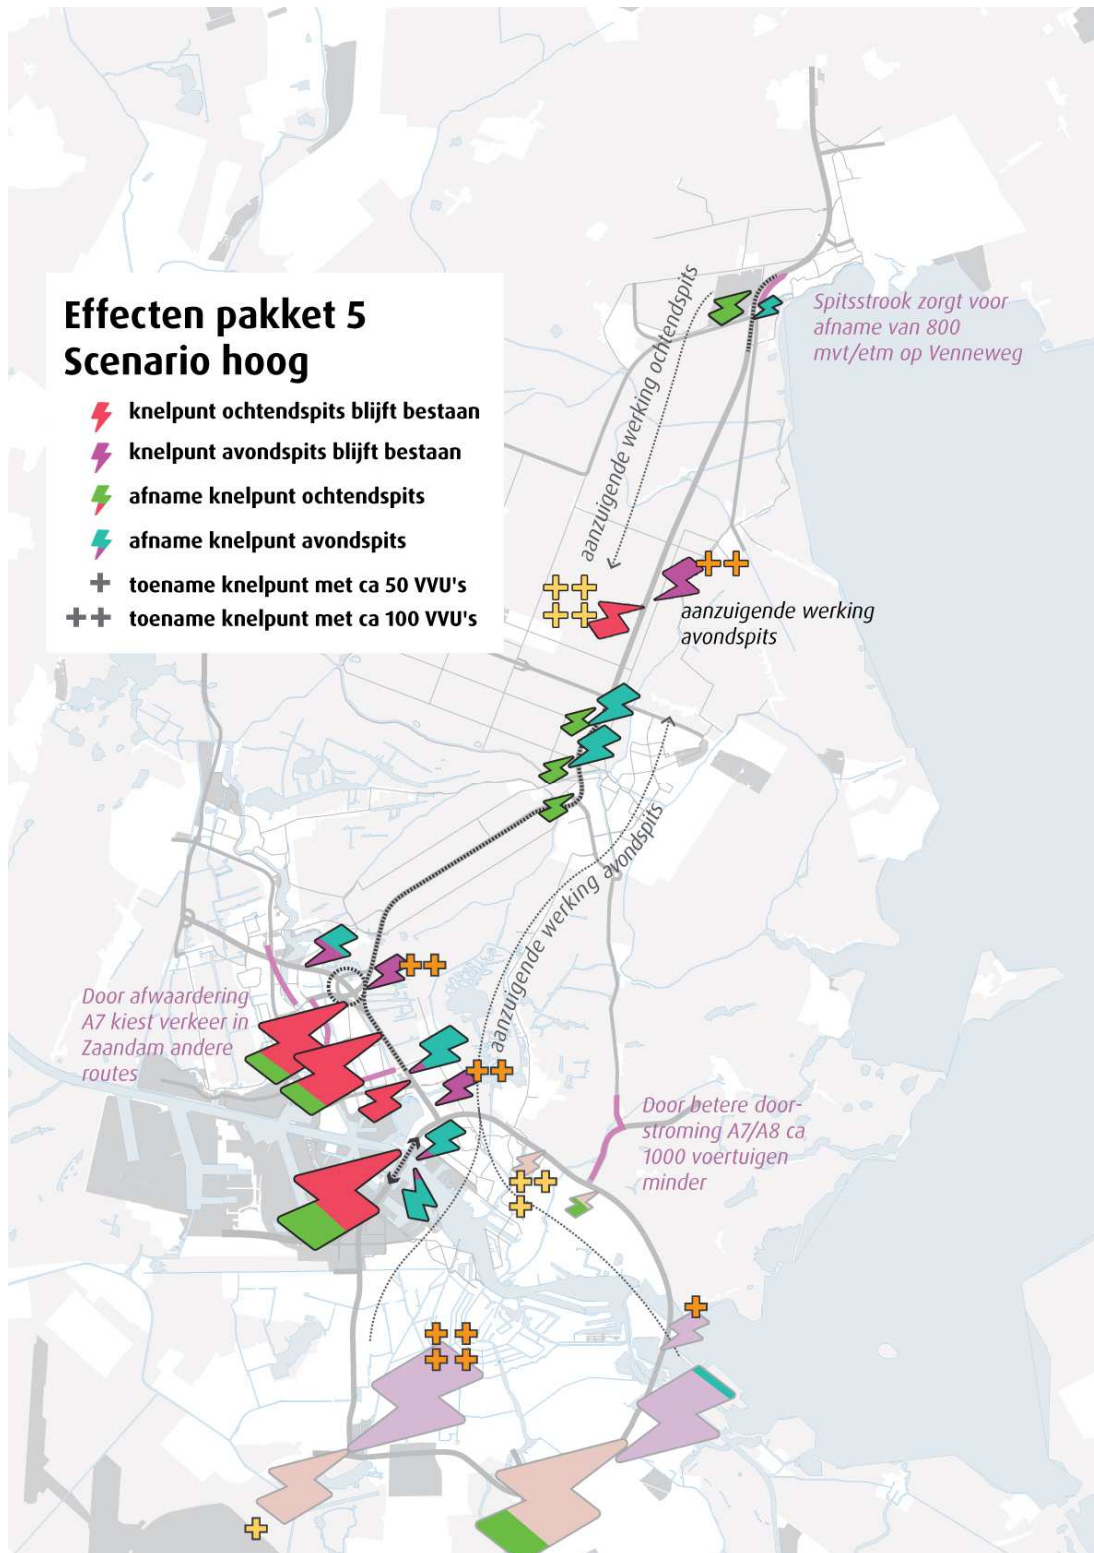 Effecten pakket 5
Scenario hoog
knelpunt ochtendspits blijft bestaan
knelpunt avondspits blijft bestaan
afname knelpunt ochtendspits
afname knelpunt avondspits
toename knelpunt met ca 50 VVU's
toename knelpunt met ca 100 VVU's
Spitsstrook zorgt voor
afname van 800
mvt/etm op Venneweg
aanzuigende werking ochtendspits
aanzuigende werking
avondspits
aanzuigende werking avondspits
Door afwaardering
A7 kiest verkeer in
Zaandam andere
routes
Door betere door-
stroming A7/A8 ca
1000 voertuigen
minder